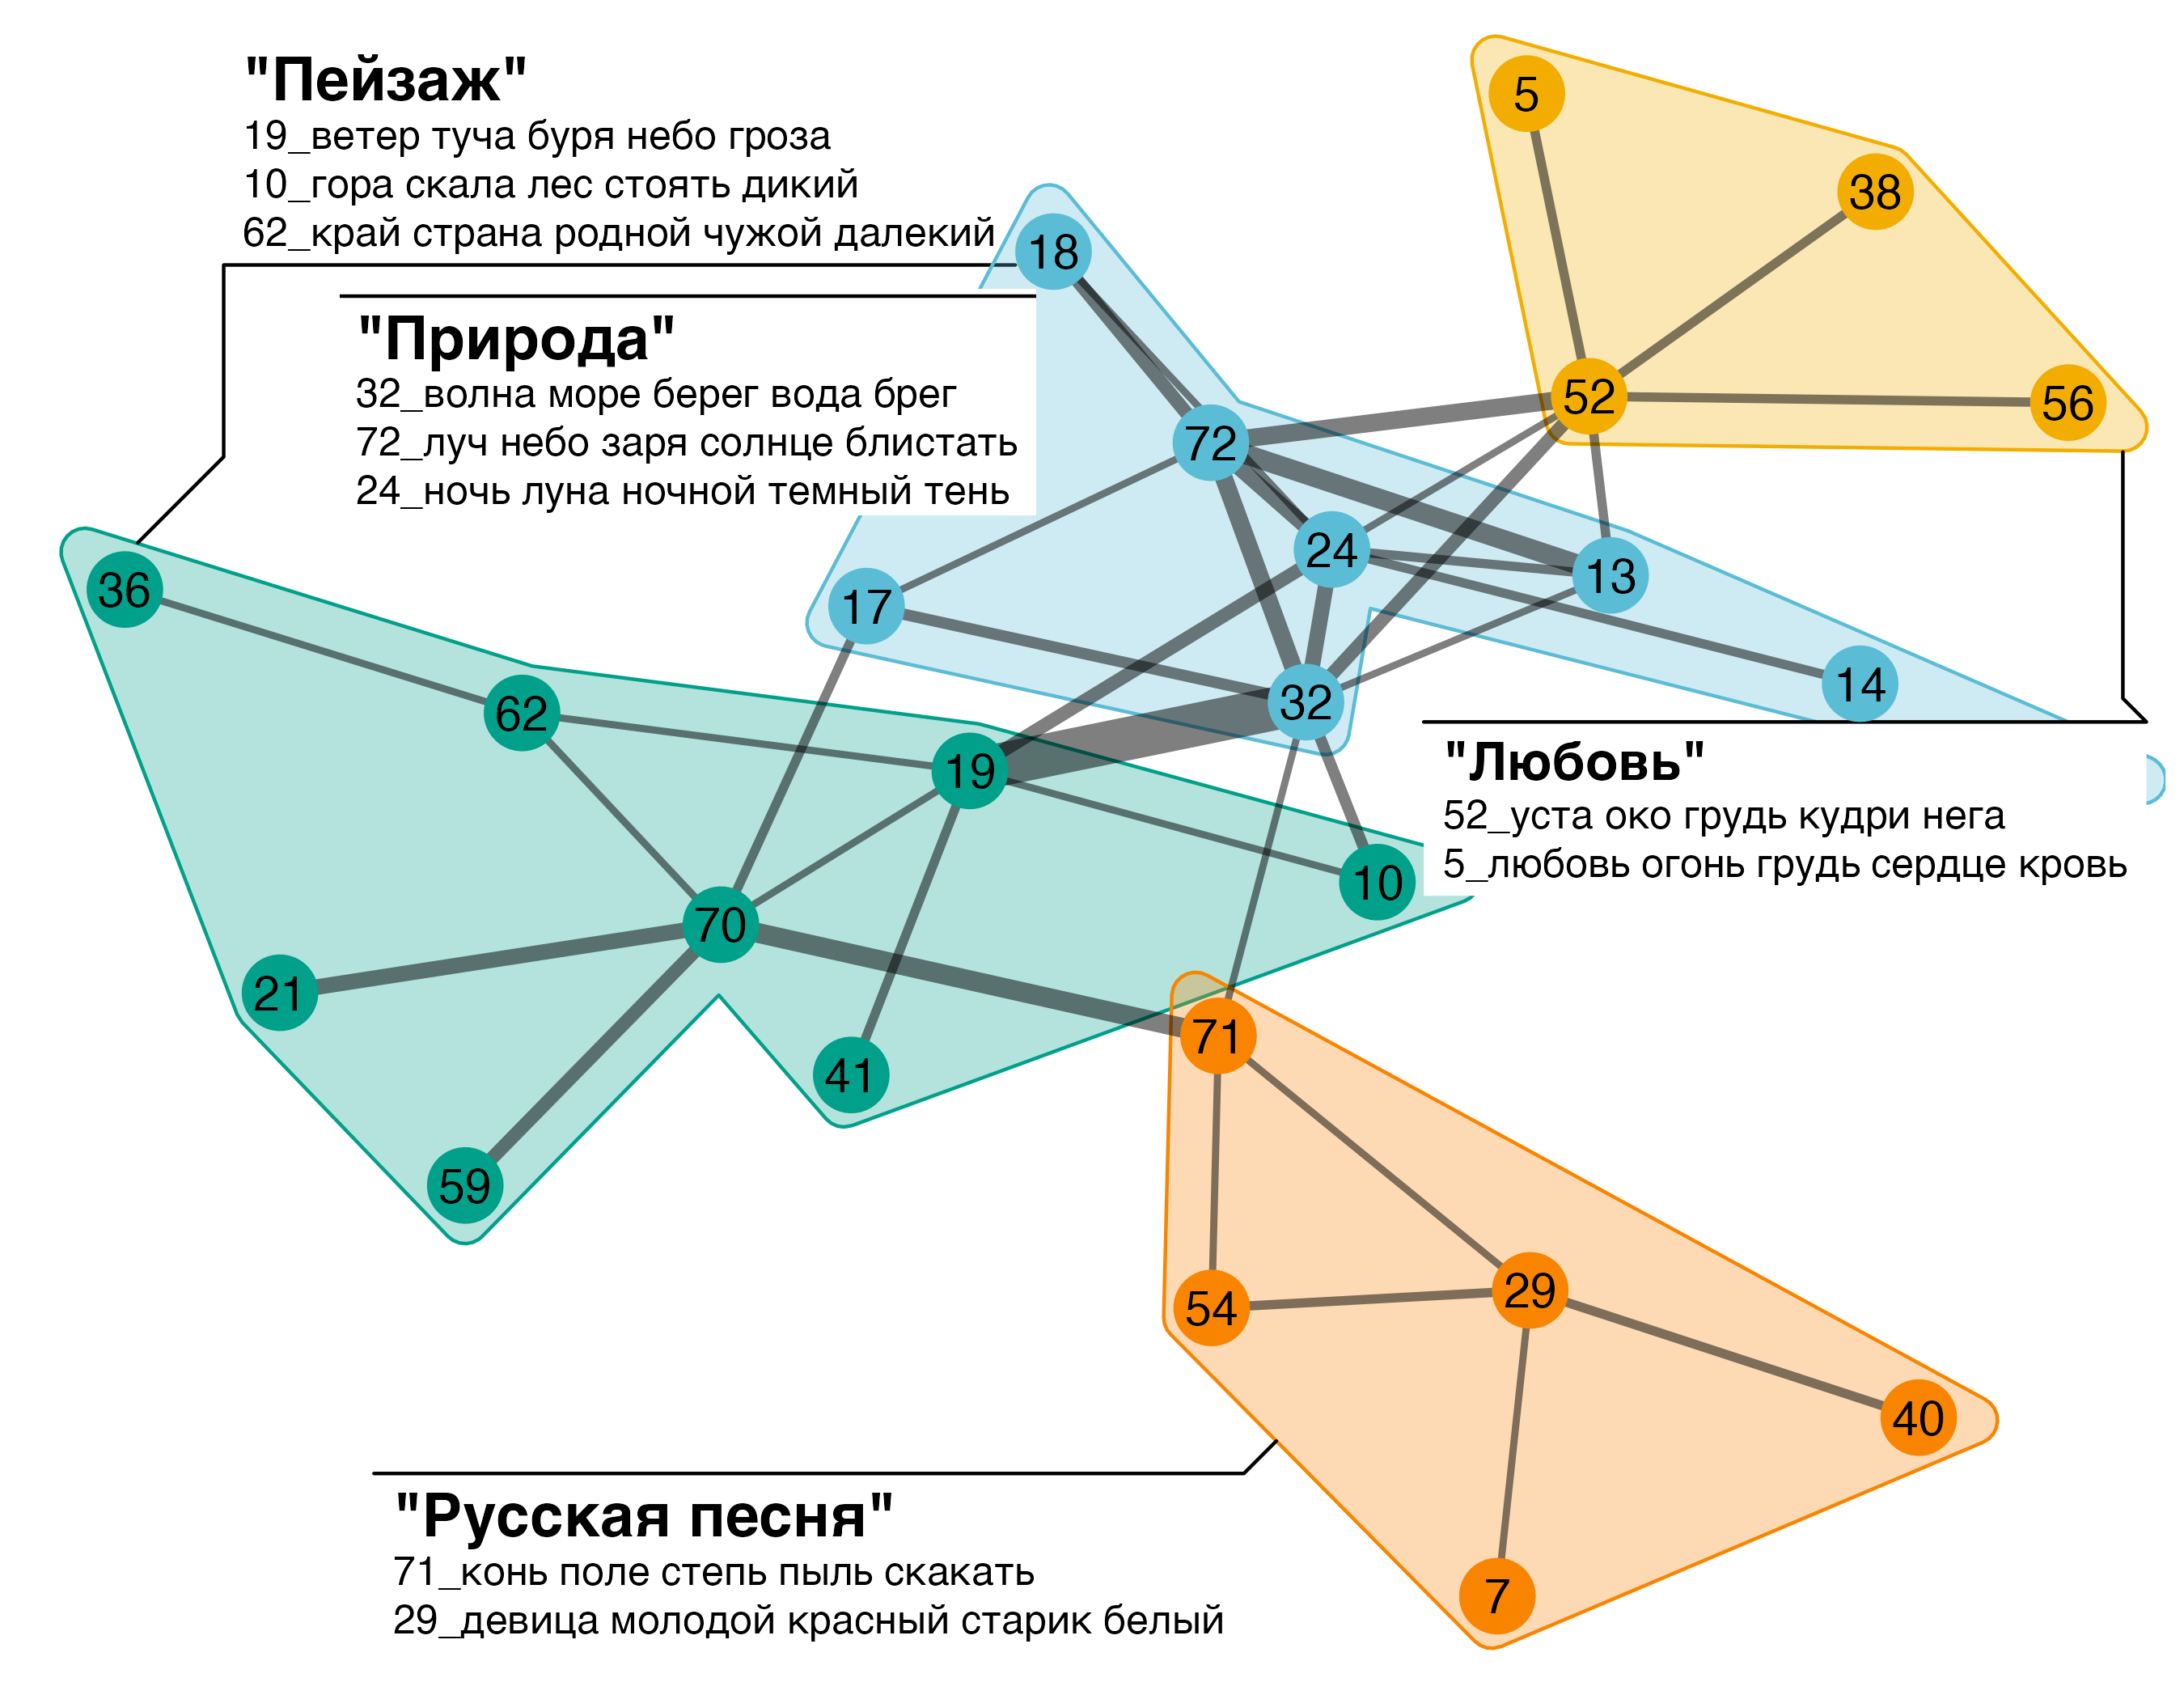 "Пейзаж"
19_ветер туча буря небо гроза
10_гора скала лес стоять дикий
62_край страна родной чужой далекий
"Природа"
32_волна море берег вода брег
72_луч небо заря солнце блистать
24_ночь луна ночной темный тень
5
38
18
52
56
72
24
13
36
17
14
62
32
19
"Любовь"
52_уста око грудь кудри нега
5_любовь огонь грудь сердце кровь
10
70
21
71
41
59
54
29
40
7
"Русская песня"
71_конь поле степь пыль скакать
29_девица молодой красный старик белый